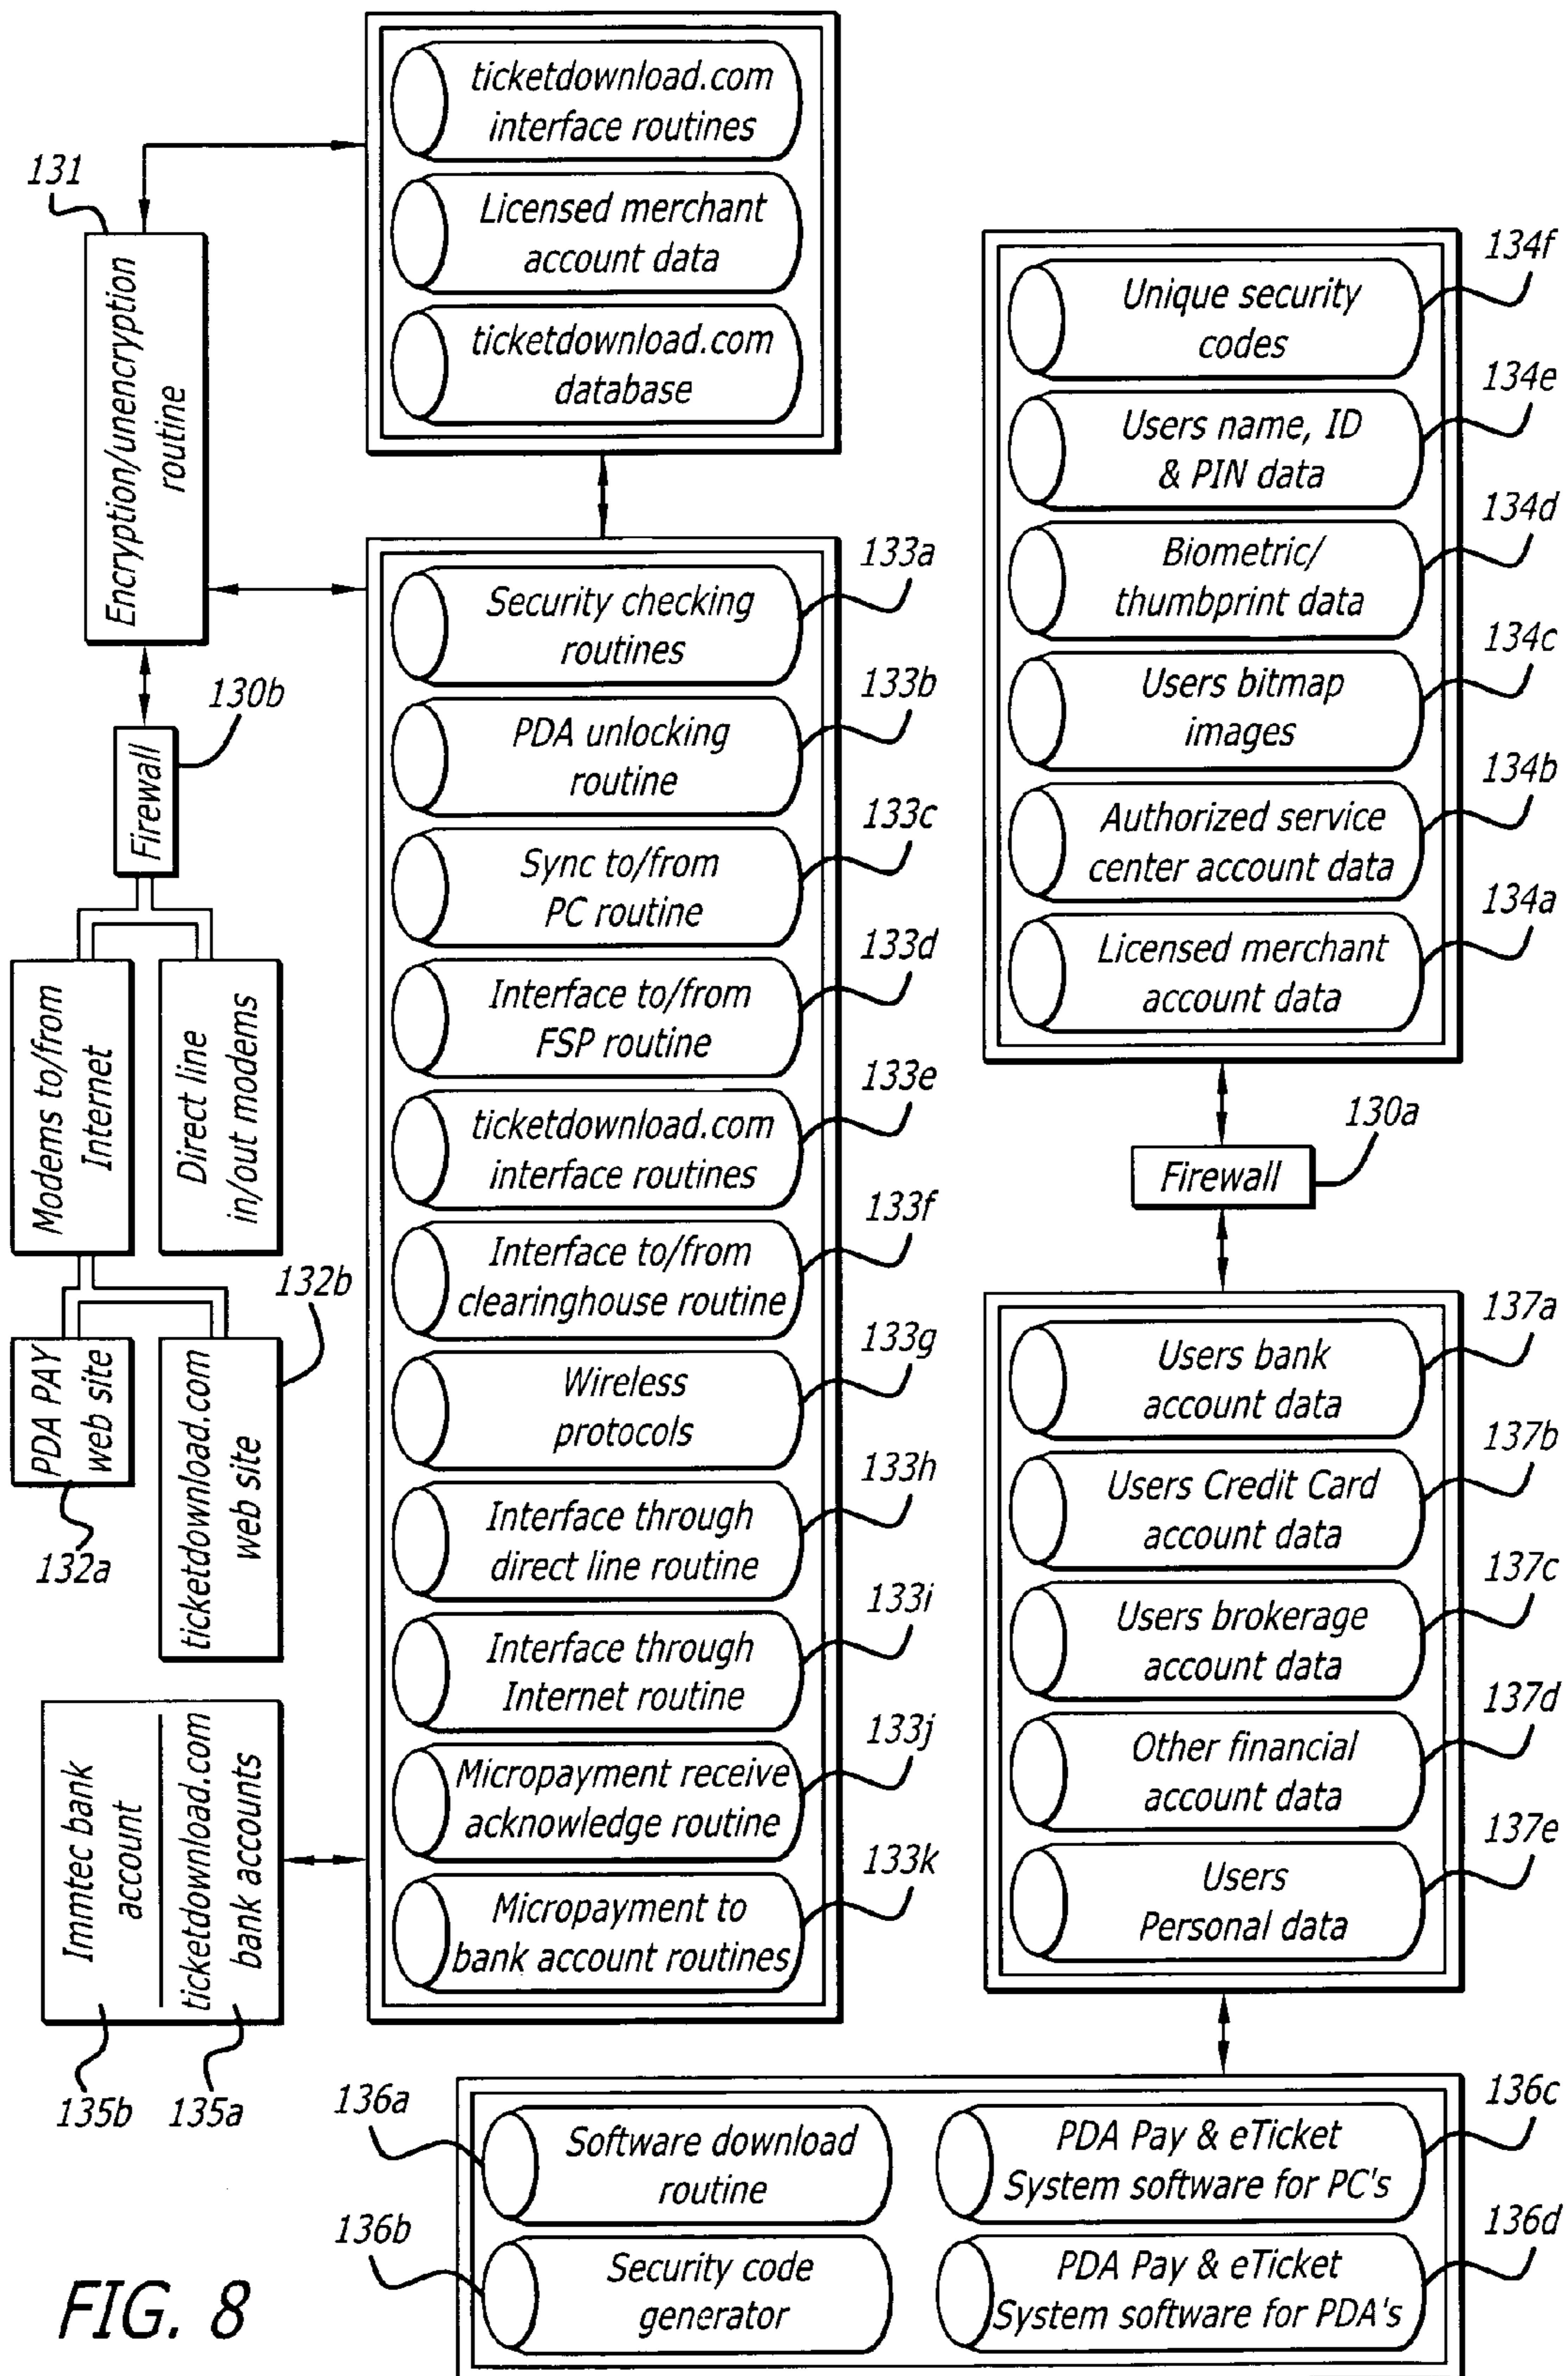 ticketdownload.com
interface routines
Licensed merchant
account data
ticketdownload.com
database
131
Encryption/unencryption
routine
130b
Firewall
Modems to/from
Internet
Direct line
in/out modems
PDA PAY
web site
132a
ticketdownload.com
web site
132b
Immtec bank
account
ticketdownload.com
bank accounts
135b
135a
Security checking
routines
133a
PDA unlocking
routine
133b
Sync to/from
PC routine
133c
Interface to/from
FSP routine
133d
ticketdownload.com
interface routines
133e
Interface to/from
clearinghouse routine
133f
Wireless
protocols
133g
Interface through
direct line routine
133h
Interface through
Internet routine
133i
Micropayment receive
acknowledge routine
133j
Micropayment to
bank account routines
133k
Unique security
codes
134f
Users name, ID
& PIN data
134e
Biometric/
thumbprint data
134d
Users bitmap
images
134c
Authorized service
center account data
134b
Licensed merchant
account data
134a
Firewall
130a
Users bank
account data
137a
Users Credit Card
account data
137b
Users brokerage
account data
137c
Other financial
account data
137d
Users
Personal data
137e
136a
Software download
routine
136b
Security code
generator
PDA Pay & eTicket
System software for PC's
136c
PDA Pay & eTicket
System software for PDA's
136d
FIG. 8